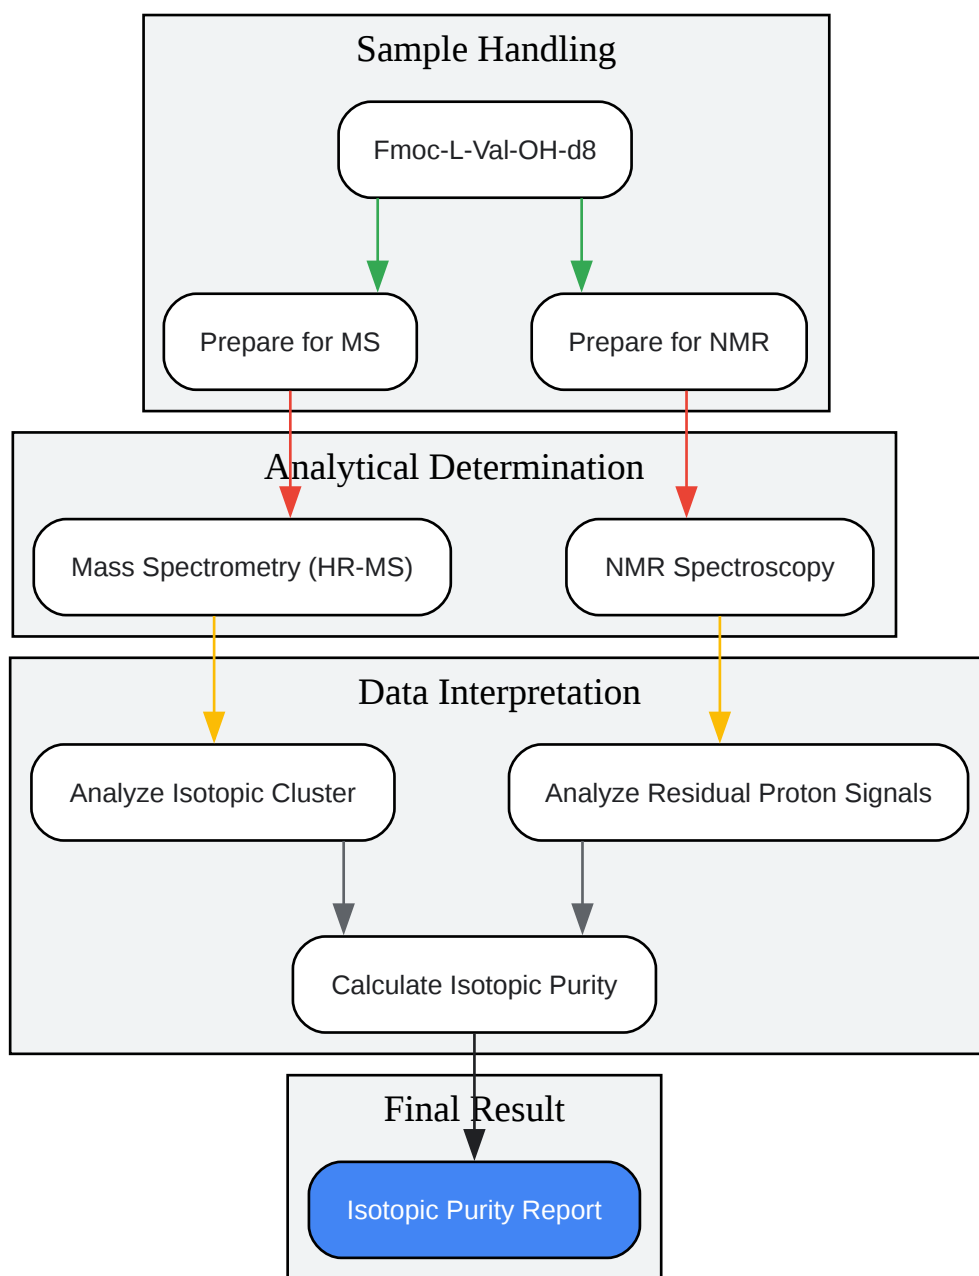 Sample Handling
Fmoc-L-Val-OH-d8
Prepare for MS
Prepare for NMR
Analytical Determination
Mass Spectrometry (HR-MS)
NMR Spectroscopy
Data Interpretation
Analyze Isotopic Cluster
Analyze Residual Proton Signals
Calculate Isotopic Purity
Final Result
Isotopic Purity Report